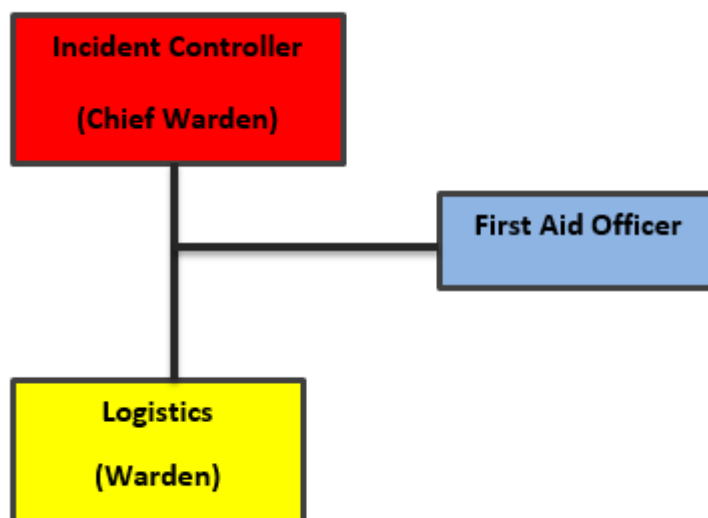 Incident Controller
(Chief Warden)
First Aid Officer
Logistics
(Warden)